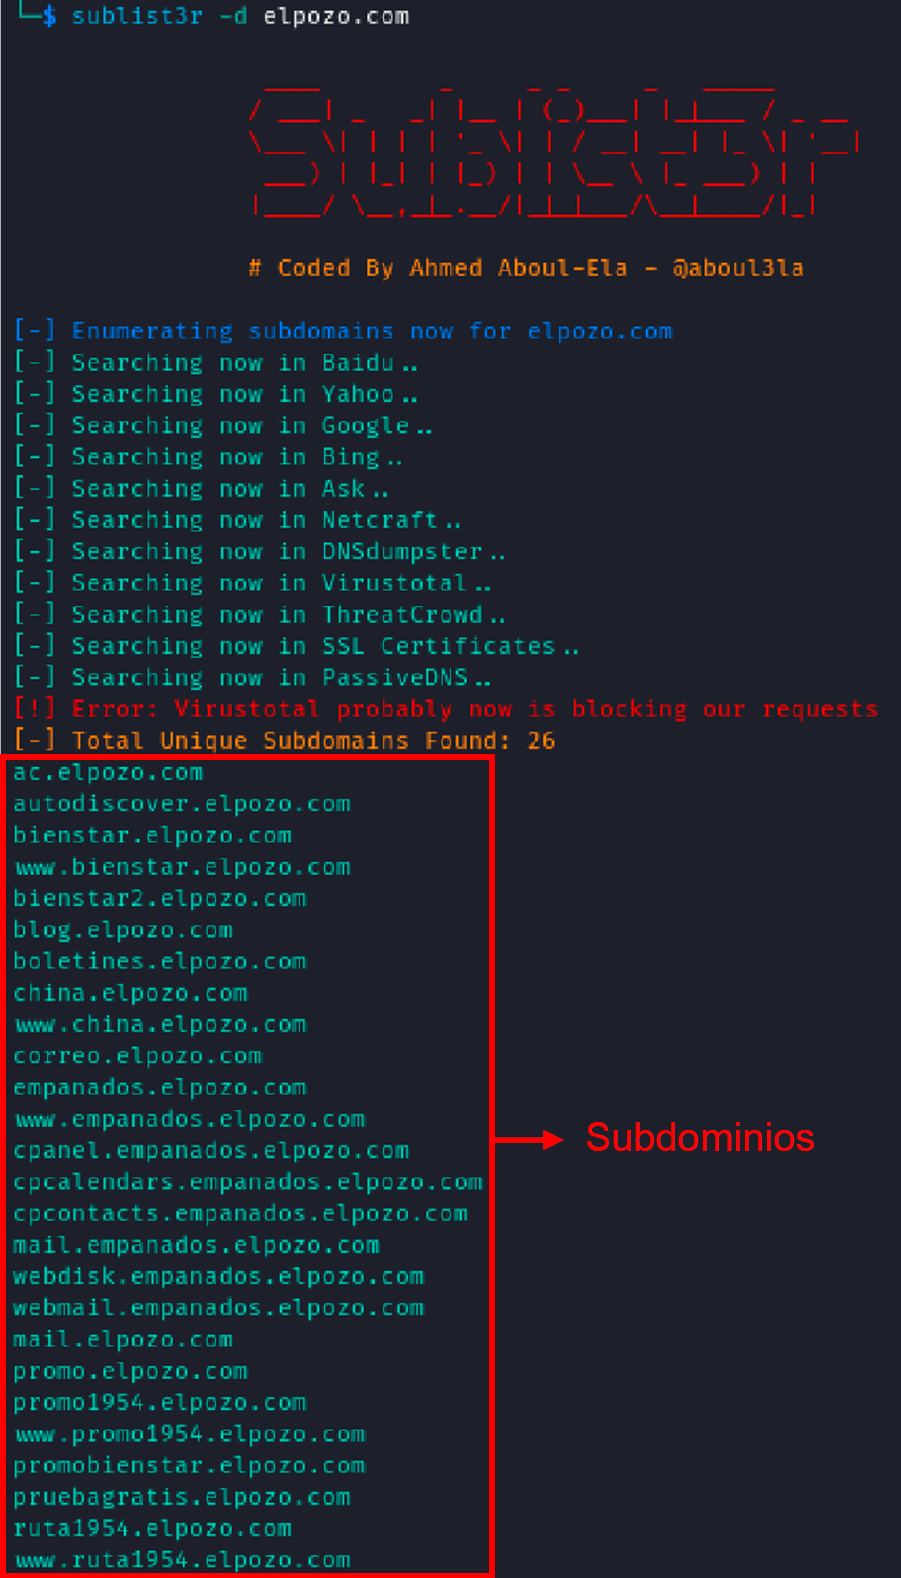 └─$ sublist3r -d elpozo.com
Sublist3r
# Coded By Ahmed Aboul-Ela - @aboul3la
[-] Enumerating subdomains now for elpozo.com
[-] Searching now in Baidu..
[-] Searching now in Yahoo..
[-] Searching now in Google..
[-] Searching now in Bing..
[-] Searching now in Ask..
[-] Searching now in Netcraft..
[-] Searching now in DNSdumpster..
[-] Searching now in Virustotal..
[-] Searching now in ThreatCrowd..
[-] Searching now in SSL Certificates..
[-] Searching now in PassiveDNS..
[!] Error: Virustotal probably now is blocking our requests
[-] Total Unique Subdomains Found: 26
ac.elpozo.com
autodiscover.elpozo.com
bienstar.elpozo.com
www.bienstar.elpozo.com
bienstar2.elpozo.com
blog.elpozo.com
boletines.elpozo.com
china.elpozo.com
www.china.elpozo.com
correo.elpozo.com
empanados.elpozo.com
www.empanados.elpozo.com
cpanel.empanados.elpozo.com
Subdominios
cpcalendars.empanados.elpozo.com
cpcontacts.empanados.elpozo.com
mail.empanados.elpozo.com
webdisk.empanados.elpozo.com
webmail.empanados.elpozo.com
mail.elpozo.com
promo.elpozo.com
promo1954.elpozo.com
www.promo1954.elpozo.com
promobienstar.elpozo.com
pruebagratis.elpozo.com
ruta1954.elpozo.com
www.ruta1954.elpozo.com